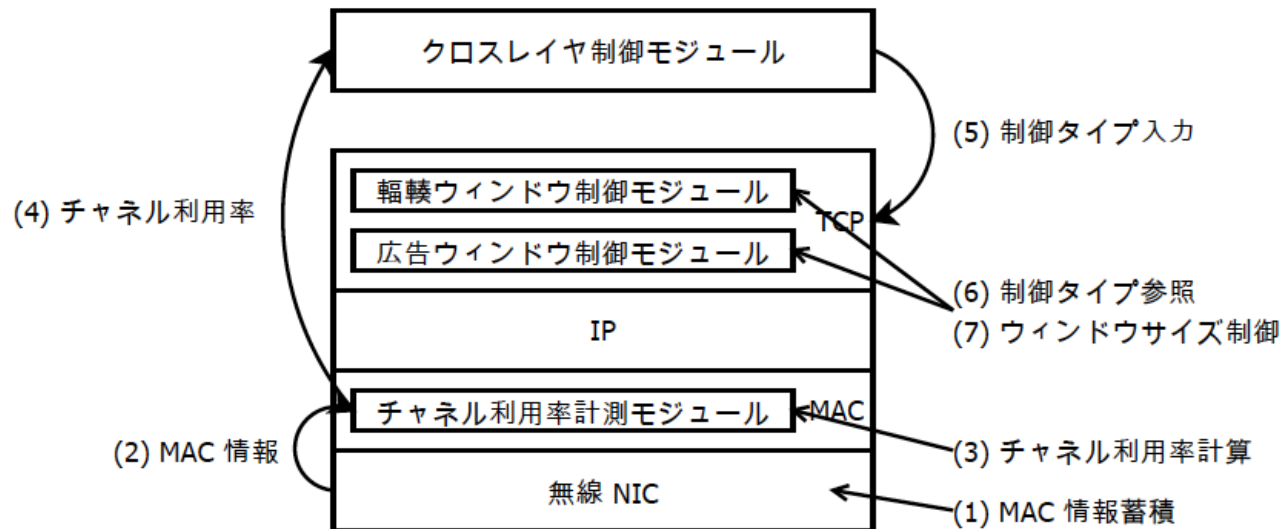 クロスレイヤ制御モジュール
(5) 制御タイプ入力
輻輳ウィンドウ制御モジュール
(4) チャネル利用率
TCP
広告ウィンドウ制御モジュール
(6) 制御タイプ参照
IP
(7) ウィンドウサイズ制御
チャネル利用率計測モジュール
MAC
(2) MAC 情報
(3) チャネル利用率計算
無線 NIC
(1) MAC 情報蓄積